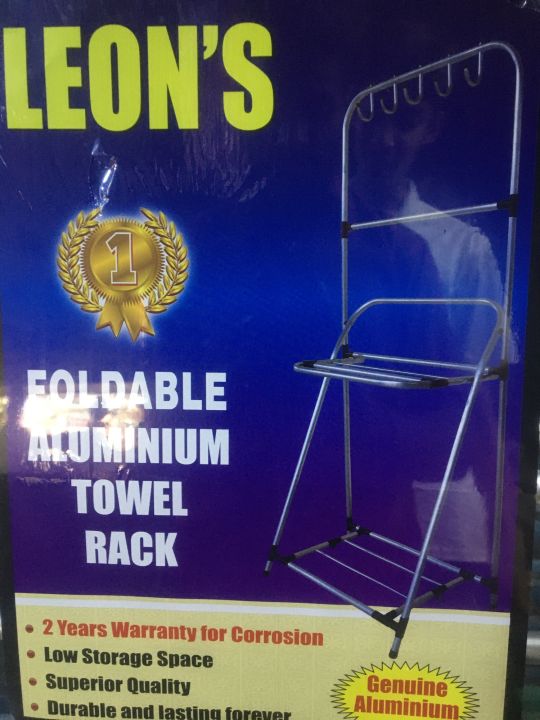 LEON'S
1
FOLDABLE
ALUMINIUM
TOWEL
RACK
• 2 Years Warranty for Corrosion
• Low Storage Space
• Superior Quality
• Durable and lasting forever
Genuine
Aluminium